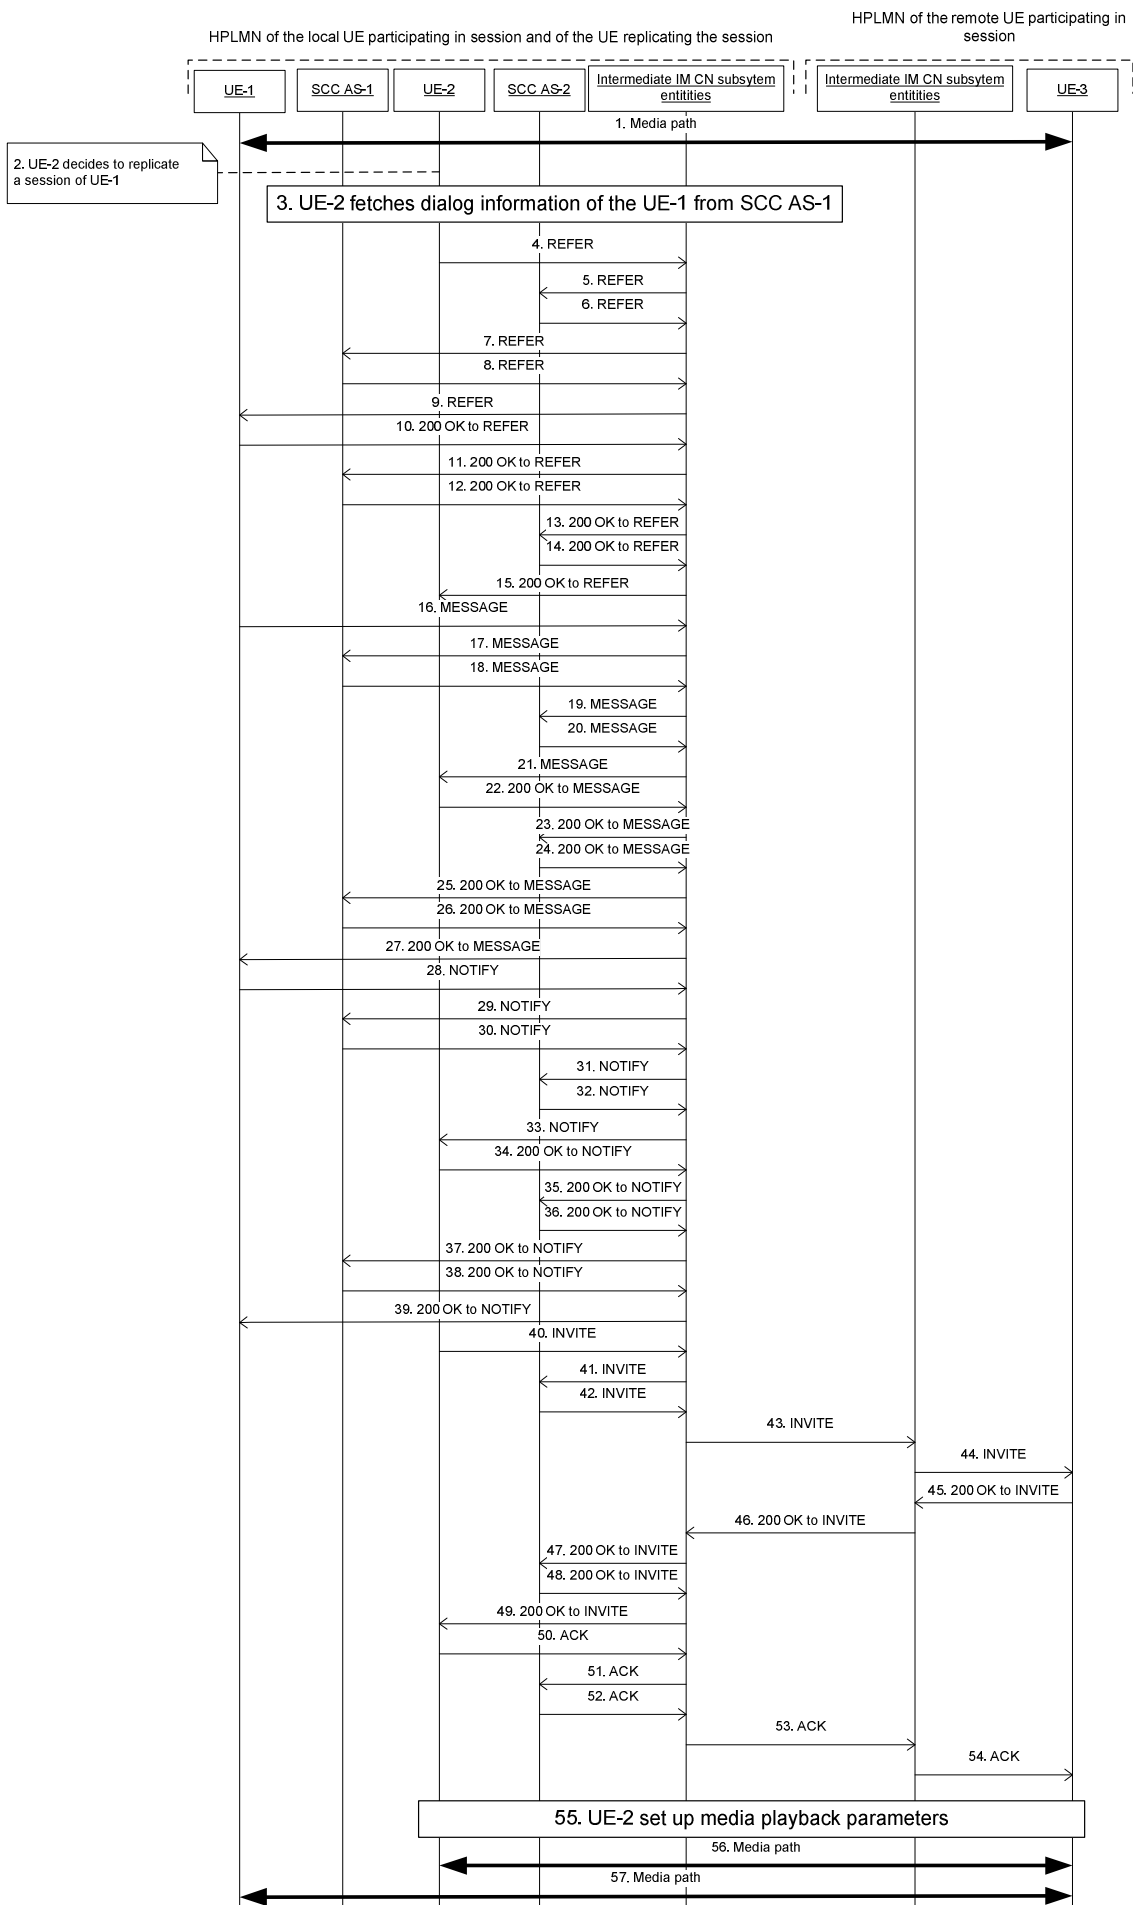 HPLMN of the remote UE participating in
session
HPLMN of the local UE participating in session and of the UE replicating the session
UE-1
SCC AS-1
UE-2
SCC AS-2
Intermediate IM CN subsytem
entitities
Intermediate IM CN subsytem
entitities
UE-3
1. Media path
2. UE-2 decides to replicate
a session of UE-1
3. UE-2 fetches dialog information of the UE-1 from SCC AS-1
4. REFER
5. REFER
6. REFER
7. REFER
8. REFER
9. REFER
10. 200 OK to REFER
11. 200 OK to REFER
12. 200 OK to REFER
13. 200 OK to REFER
14. 200 OK to REFER
15. 200 OK to REFER
16. MESSAGE
17. MESSAGE
18. MESSAGE
19. MESSAGE
20. MESSAGE
21. MESSAGE
22. 200 OK to MESSAGE
23. 200 OK to MESSAGE
24. 200 OK to MESSAGE
25. 200 OK to MESSAGE
26. 200 OK to MESSAGE
27. 200 OK to MESSAGE
28. NOTIFY
29. NOTIFY
30. NOTIFY
31. NOTIFY
32. NOTIFY
33. NOTIFY
34. 200 OK to NOTIFY
35. 200 OK to NOTIFY
36. 200 OK to NOTIFY
37. 200 OK to NOTIFY
38. 200 OK to NOTIFY
39. 200 OK to NOTIFY
40. INVITE
41. INVITE
42. INVITE
43. INVITE
44. INVITE
45. 200 OK to INVITE
46. 200 OK to INVITE
47. 200 OK to INVITE
48. 200 OK to INVITE
49. 200 OK to INVITE
50. ACK
51. ACK
52. ACK
53. ACK
54. ACK
55. UE-2 set up media playback parameters
56. Media path
57. Media path